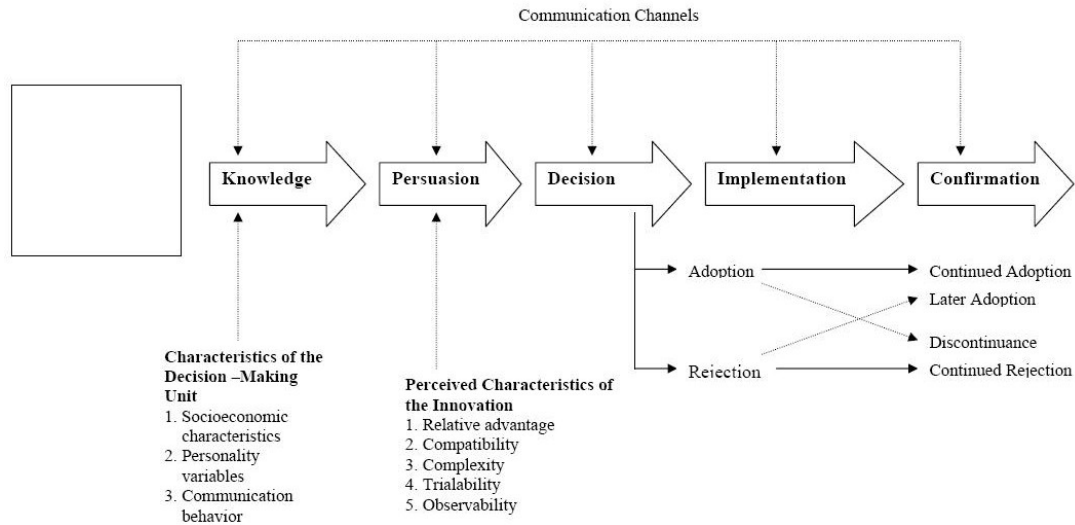 Communication Channels
Knowledge
Persuasion
Decision
Implementation
Confirmation
Adoption
Continued Adoption
Later Adoption
Discontinuance
Rejection
Continued Rejection
Characteristics of the
Decision –Making
Unit
1. Socioeconomic
characteristics
2. Personality
variables
3. Communication
behavior
Perceived Characteristics of
the Innovation
1. Relative advantage
2. Compatibility
3. Complexity
4. Trialability
5. Observability